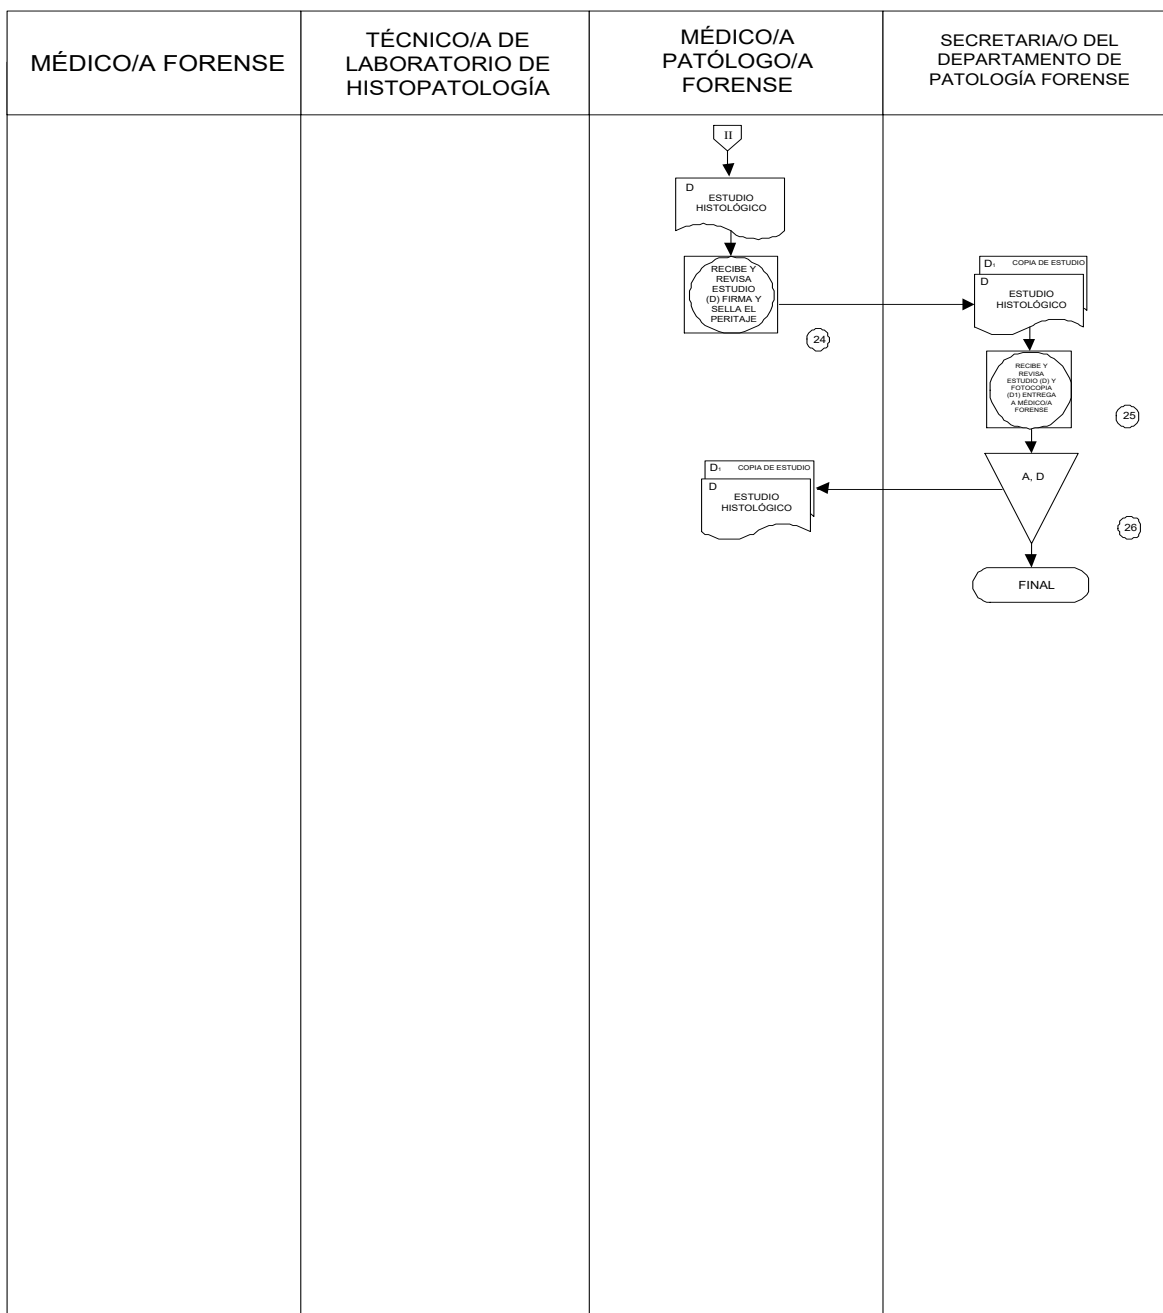 MÉDICO/A FORENSE
TÉCNICO/A DE
LABORATORIO DE
HISTOPATOLOGÍA
MÉDICO/A
PATÓLOGO/A
FORENSE
SECRETARIA/O DEL
DEPARTAMENTO DE
PATOLOGÍA FORENSE
II
D
ESTUDIO
HISTOLÓGICO
RECIBE Y
REVISA
ESTUDIO
(D) FIRMA Y
SELLA EL
PERITAJE
24
D1 COPIA DE ESTUDIO
D
ESTUDIO
HISTOLÓGICO
RECIBE Y
REVISA
ESTUDIO (D) Y
FOTOCOPIA
(D1) ENTREGA
A MÉDICO/A
FORENSE
25
A, D
D1 COPIA DE ESTUDIO
D
ESTUDIO
HISTOLÓGICO
26
FINAL